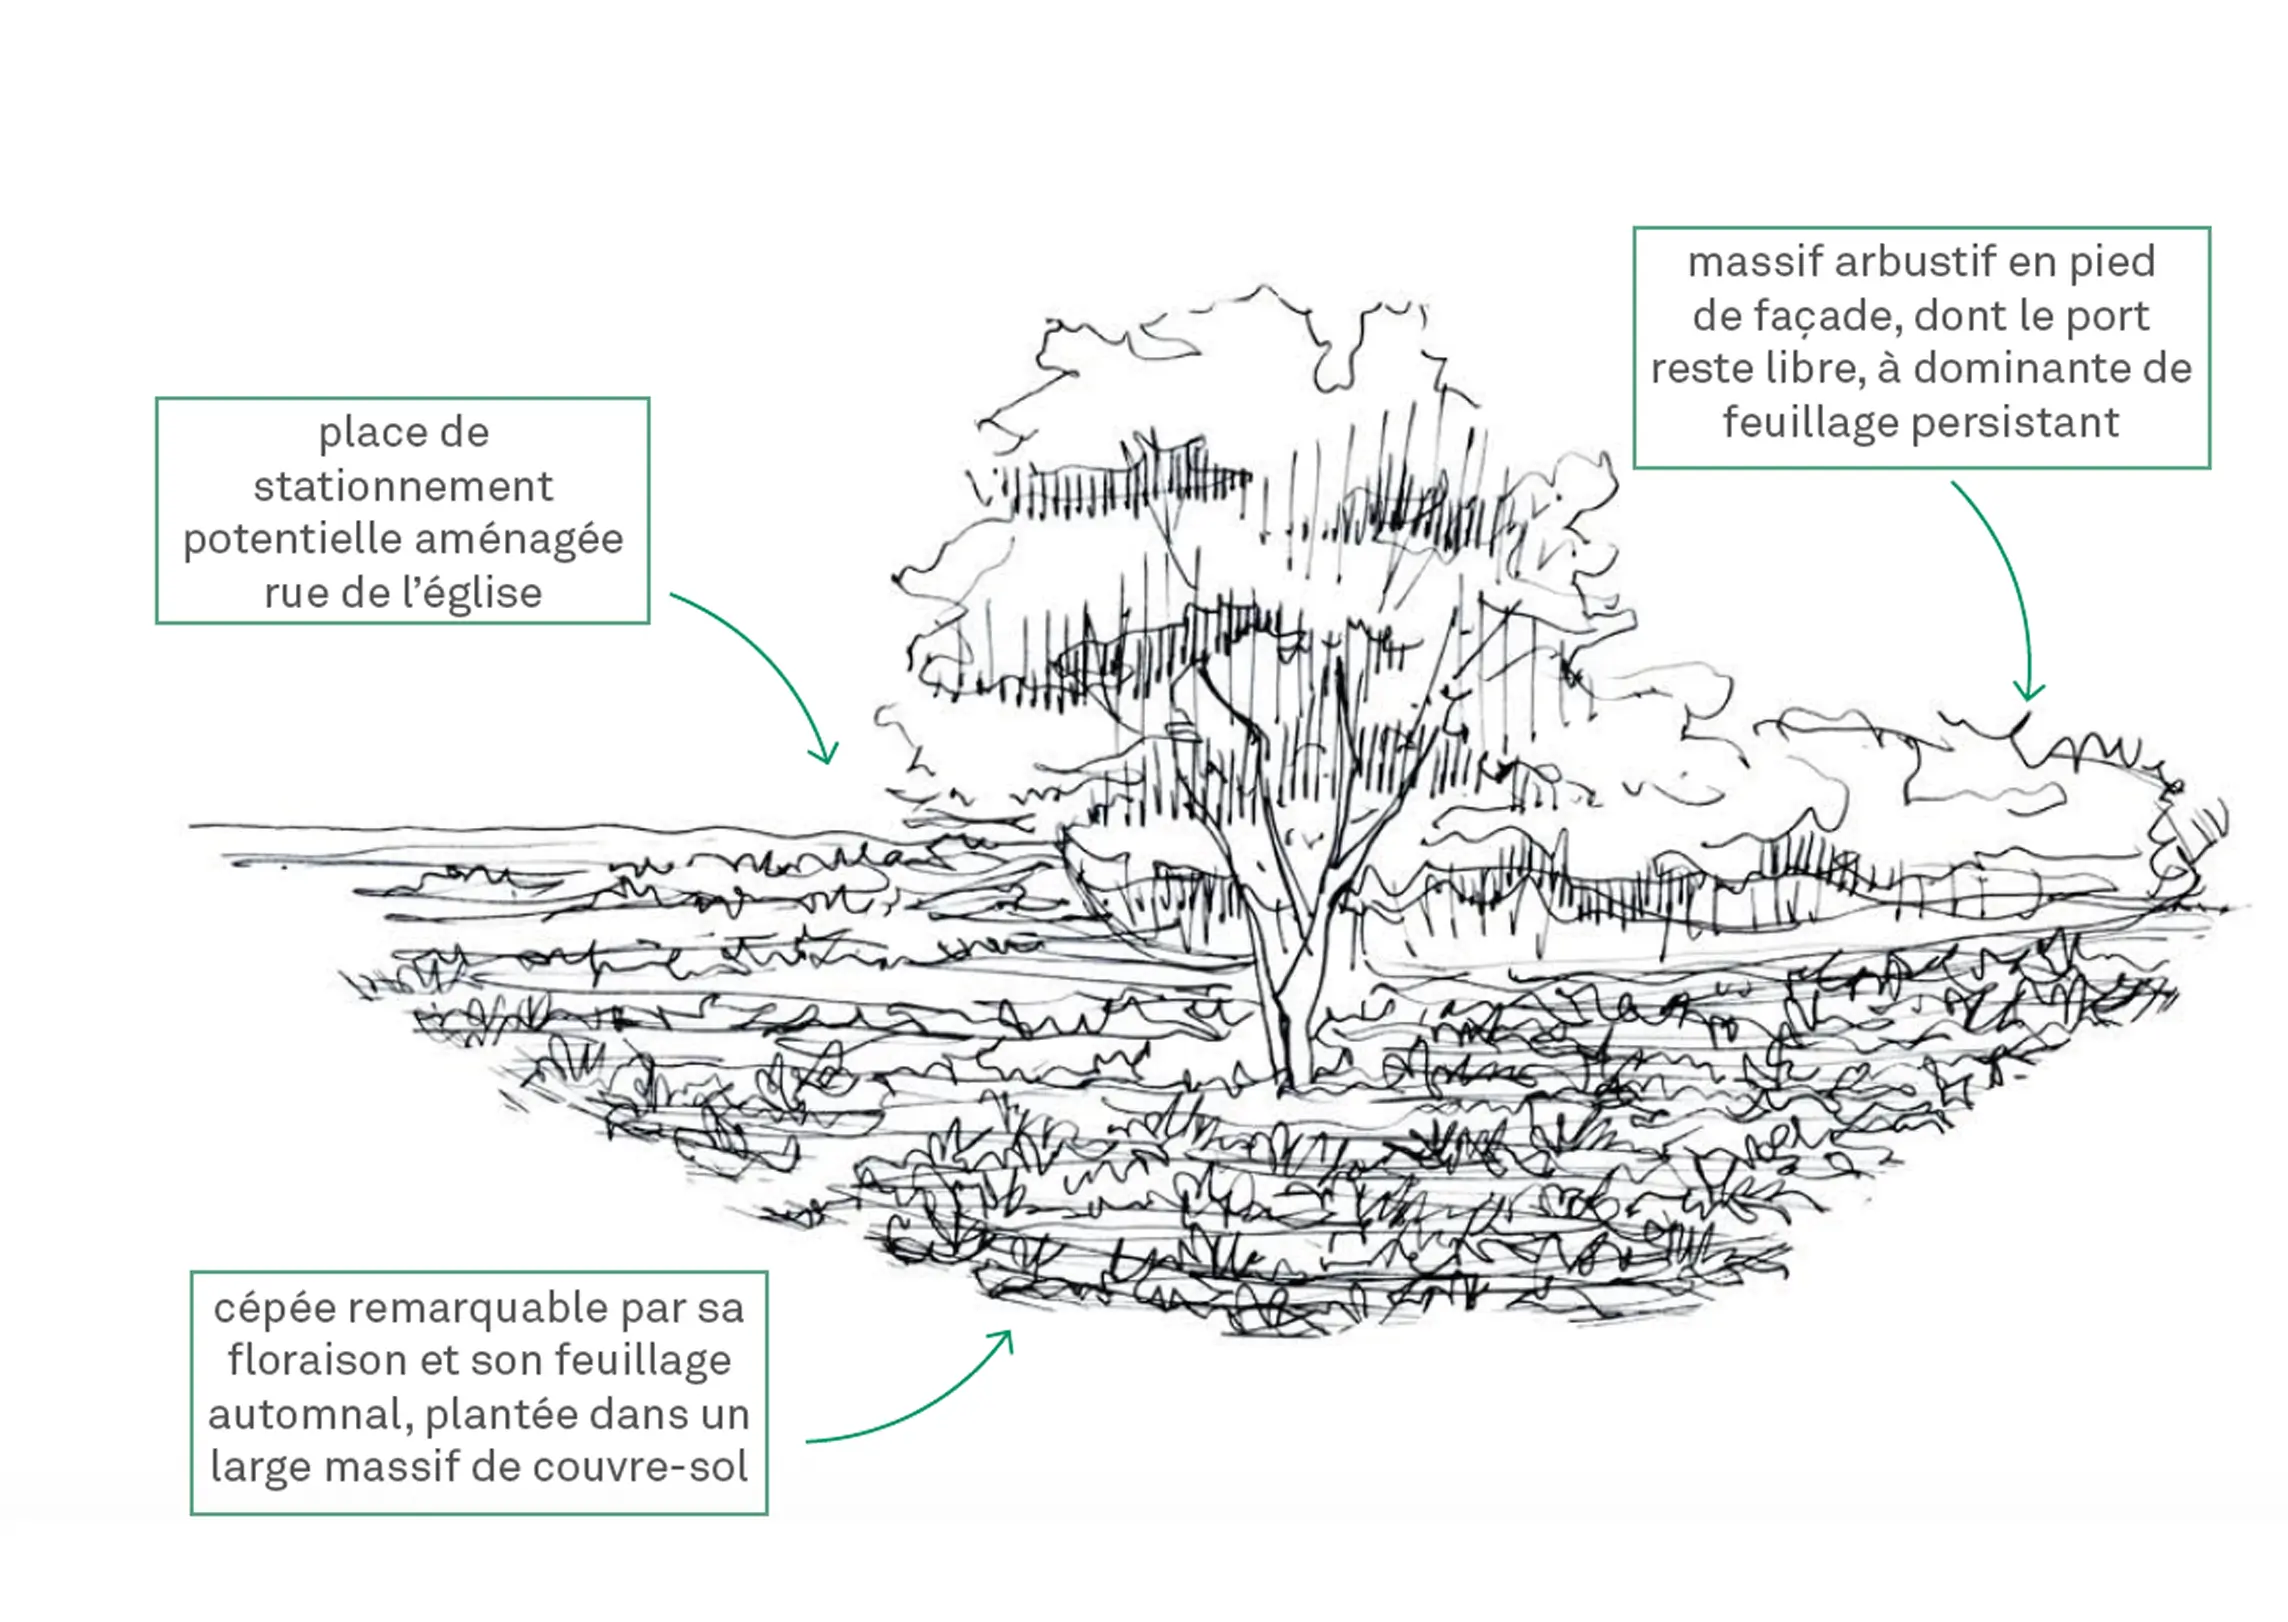 massif arbustif en pied
de façade, dont le port
reste libre, à dominante de
feuillage persistant
place de
stationnement
potentielle aménagée
rue de l'église
cépée remarquable par sa
floraison et son feuillage
automnal, plantée dans un
large massif de couvre-sol